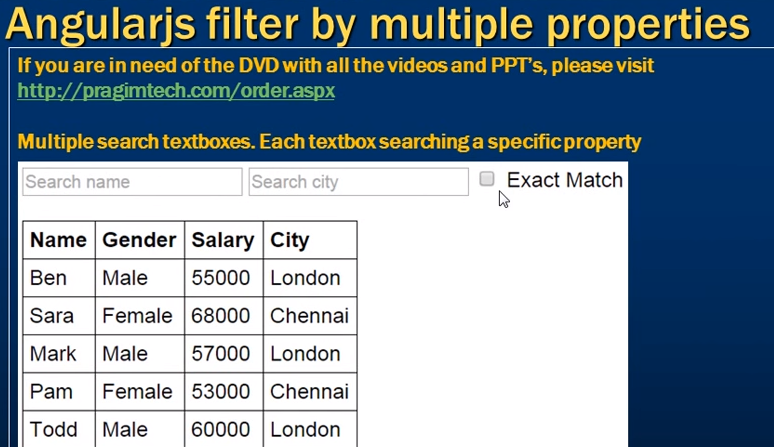 Angularjs filter by multiple properties
If you are in need of the DVD with all the videos and PPT's, please visit
http://pragimtech.com/order.aspx
Multiple search textboxes. Each textbox searching a specific property
Search name Search city Exact Match
Name Gender Salary City
Ben Male 55000 London
Sara Female 68000 Chennai
Mark Male 57000 London
Pam Female 53000 Chennai
Todd Male 60000 London